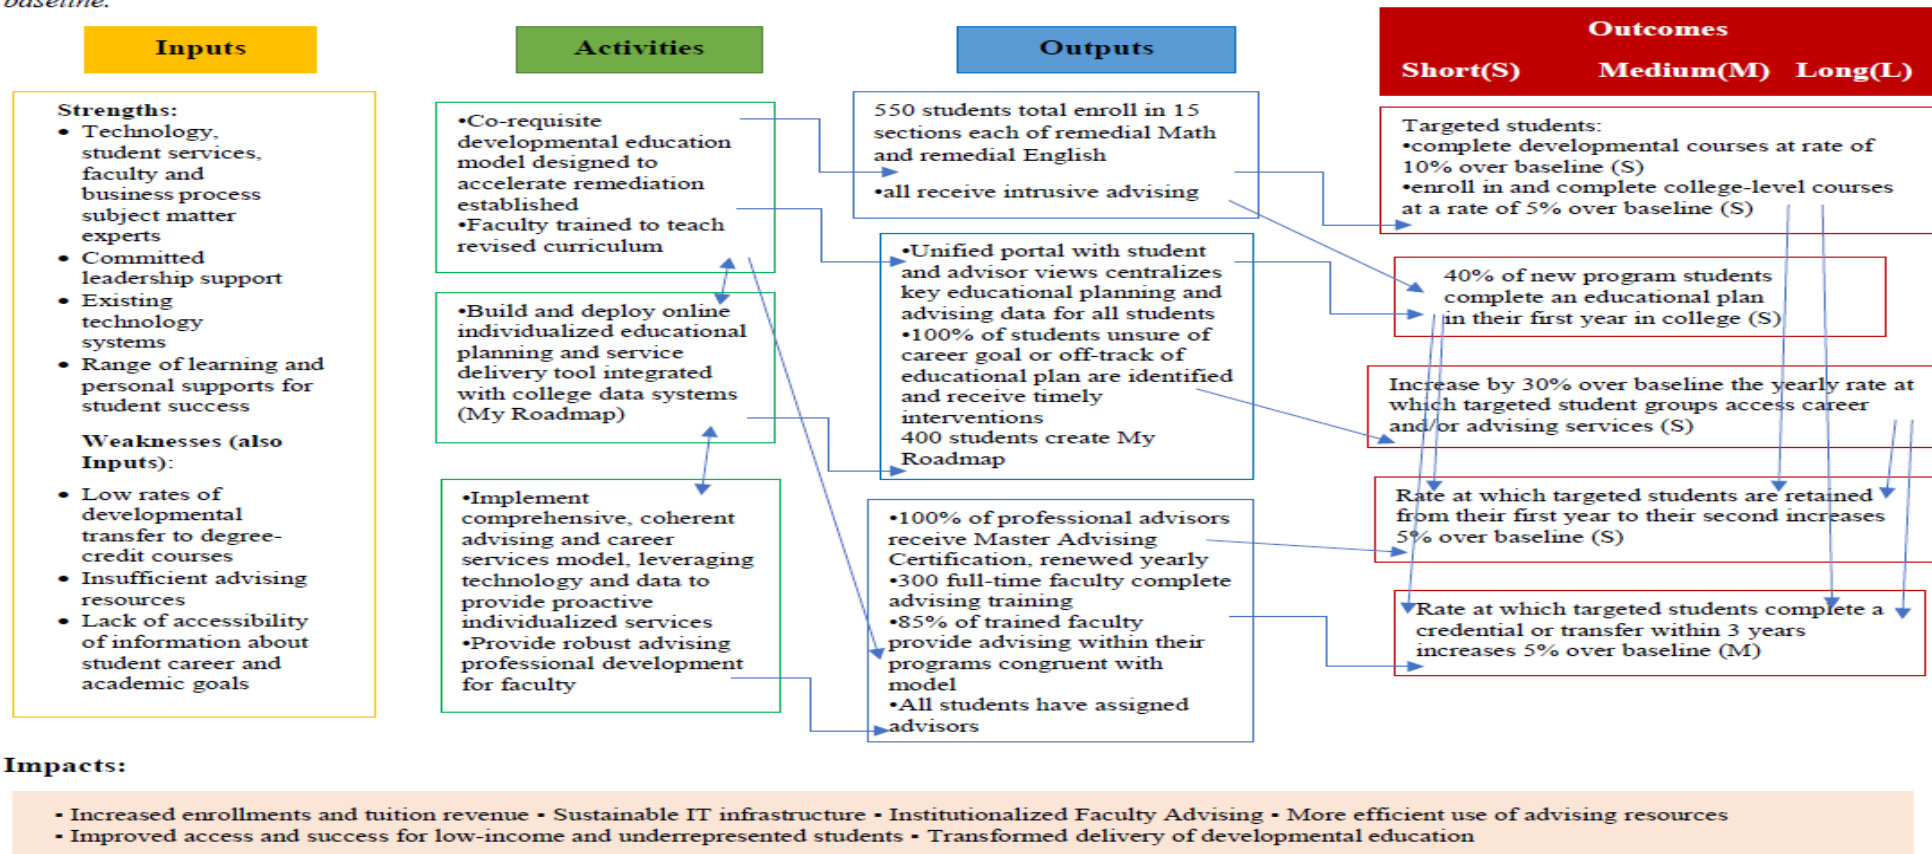 baseline.
Inputs
Activities
Outputs
Outcomes
Short(S) Medium(M) Long(L)
Strengths:
• Technology,
student services,
faculty and
business process
subject matter
experts
• Committed
leadership support
• Existing
technology
systems
• Range of learning and
personal supports for
student success
Weaknesses (also
Inputs):
• Low rates of
developmental
transfer to degree-
credit courses
• Insufficient advising
resources
• Lack of accessibility
of information about
student career and
academic goals
•Co-requisite
developmental education
model designed to
accelerate remediation
established
•Faculty trained to teach
revised curriculum
•Build and deploy online
individualized educational
planning and service
delivery tool integrated
with college data systems
(My Roadmap)
•Implement
comprehensive, coherent
advising and career
services model, leveraging
technology and data to
provide proactive
individualized services
•Provide robust advising
professional development
for faculty
550 students total enroll in 15
sections each of remedial Math
and remedial English
•all receive intrusive advising
•Unified portal with student
and advisor views centralizes
key educational planning and
advising data for all students
•100% of students unsure of
career goal or off-track of
educational plan are identified
and receive timely
interventions
400 students create My
Roadmap
•100% of professional advisors
receive Master Advising
Certification, renewed yearly
•300 full-time faculty complete
advising training
•85% of trained faculty
provide advising within their
programs congruent with
model
•All students have assigned
advisors
Targeted students:
•complete developmental courses at rate of
10% over baseline (S)
•enroll in and complete college-level courses
at a rate of 5% over baseline (S)
40% of new program students
complete an educational plan
in their first year in college (S)
Increase by 30% over baseline the yearly rate at
which targeted student groups access career
and/or advising services (S)
Rate at which targeted students are retained
from their first year to their second increases
5% over baseline (S)
Rate at which targeted students complete a
credential or transfer within 3 years
increases 5% over baseline (M)
Impacts:
▪ Increased enrollments and tuition revenue ▪ Sustainable IT infrastructure ▪ Institutionalized Faculty Advising ▪ More efficient use of advising resources
▪ Improved access and success for low-income and underrepresented students ▪ Transformed delivery of developmental education